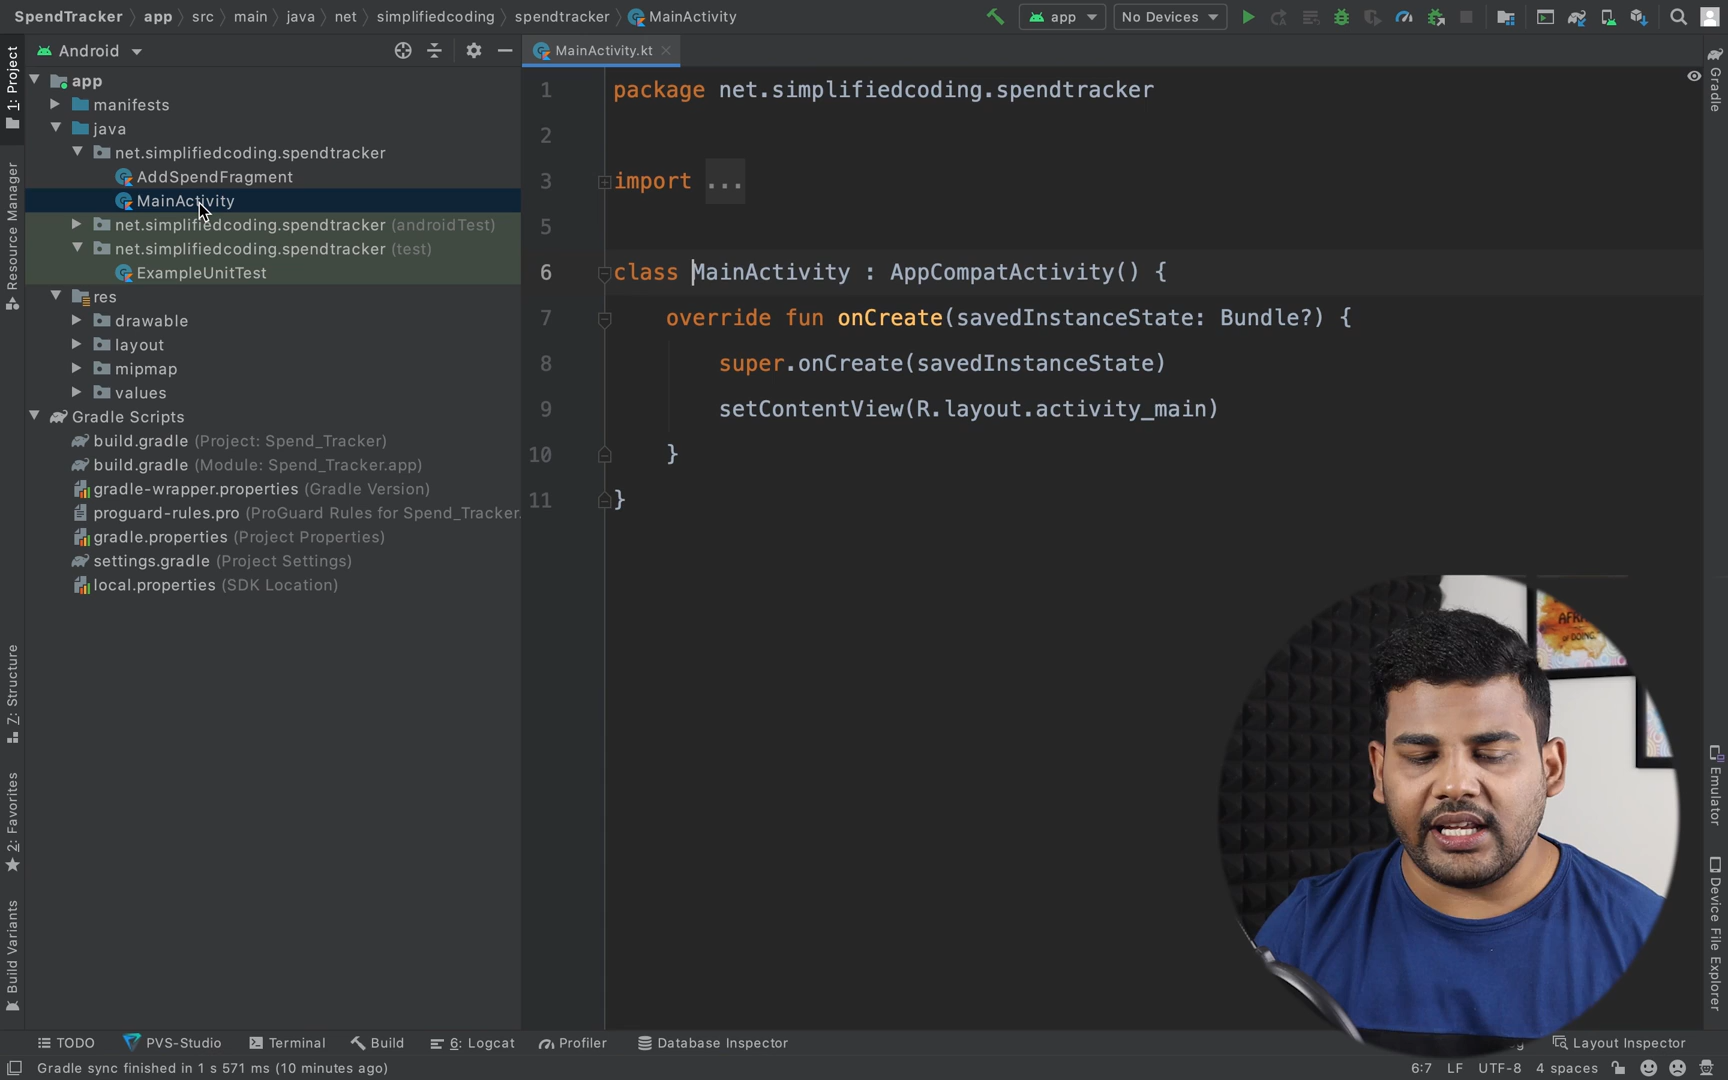 SpendTracker app src main java net simplifiedcoding spendtracker MainActivity
app No Devices
Android
MainActivity.kt
1: Project
Resource Manager
7: Structure
2: Favorites
Build Variants
app
manifests
java
net.simplifiedcoding.spendtracker
AddSpendFragment
MainActivity
net.simplifiedcoding.spendtracker (androidTest)
net.simplifiedcoding.spendtracker (test)
ExampleUnitTest
res
drawable
layout
mipmap
values
Gradle Scripts
build.gradle (Project: Spend_Tracker)
build.gradle (Module: Spend_Tracker.app)
gradle-wrapper.properties (Gradle Version)
proguard-rules.pro (ProGuard Rules for Spend_Tracker.
gradle.properties (Project Properties)
settings.gradle (Project Settings)
local.properties (SDK Location)
1 package net.simplifiedcoding.spendtracker
2
3 import ...
5
6 class MainActivity : AppCompatActivity() {
7 override fun onCreate(savedInstanceState: Bundle?) {
8 super.onCreate(savedInstanceState)
9 setContentView(R.layout.activity_main)
10 }
11 }
OF DOING.
Gradle
Emulator
Device File Explorer
TODO PVS-Studio Terminal Build 6: Logcat Profiler Database Inspector Layout Inspector
Gradle sync finished in 1 s 571 ms (10 minutes ago) 6:7 LF UTF-8 4 spaces